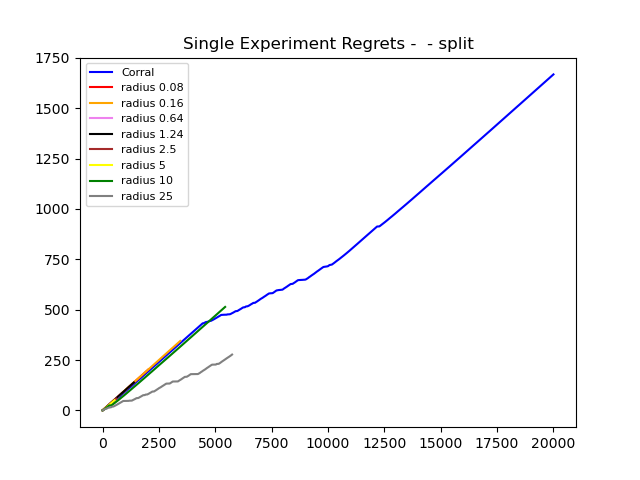 Single Experiment Regrets -  - split
1750
1500
1250
1000
750
500
250
0
Corral
radius 0.08
radius 0.16
radius 0.64
radius 1.24
radius 2.5
radius 5
radius 10
radius 25
0 2500 5000 7500 10000 12500 15000 17500 20000